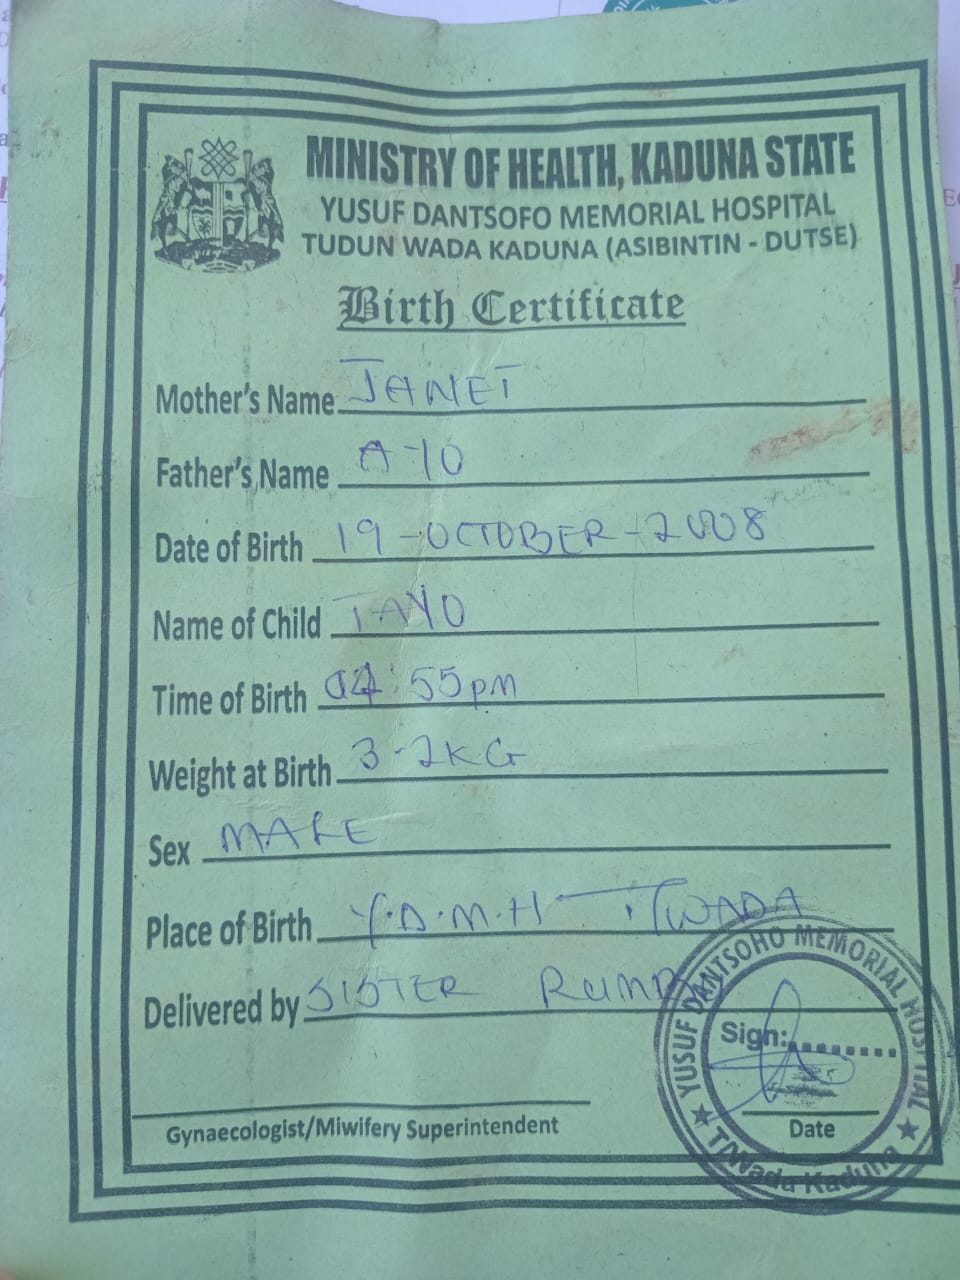 MINISTRY OF HEALTH, KADUNA STATE
YUSUF DANTSOFO MEMORIAL HOSPITAL
TUDUN WADA KADUNA (ASIBINTIN - DUTSE)
Birth Certificate
Mother's Name JANET
Father's Name AYO
Date of Birth 19-OCTOBER-2008
Name of Child TAYO
Time of Birth 04:55pm
Weight at Birth 3-2KG
Sex MALE
Place of Birth Y.D.M.H T/WADA
Delivered by SISTER
Gynaecologist/Miwifery Superintendent
YUSUF DANTSOHO MEMORIAL HOSPITAL
Sign:
Date
T/Wada Kaduna